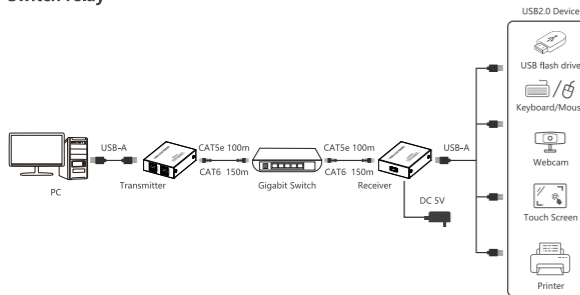 Switch relay
USB2.0 Device
USB flash drive
Keyboard/Mous
Webcam
Touch Screen
Printer
PC
USB-A
Transmitter
CAT5e 100m
CAT6 150m
Gigabit Switch
CAT5e 100m
CAT6 150m
Receiver
USB-A
DC 5V